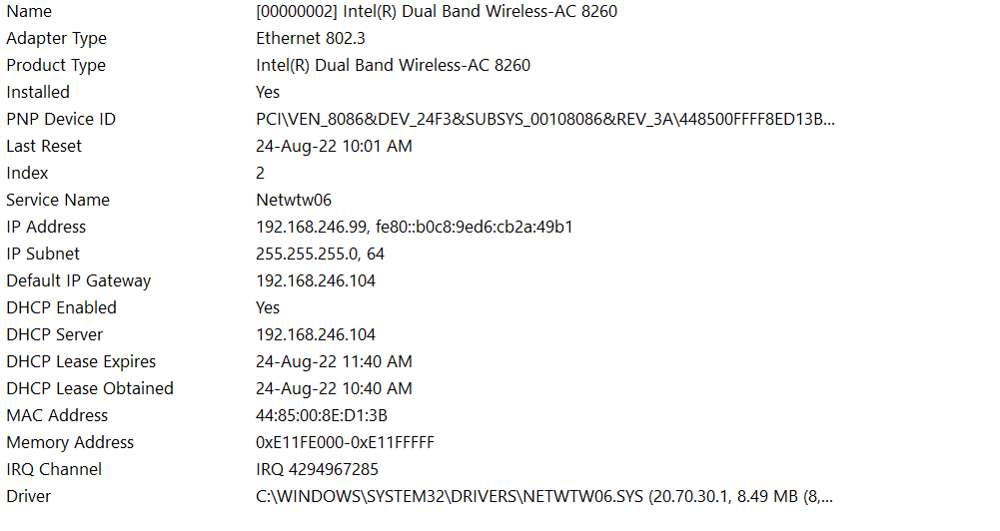 Name [00000002] Intel(R) Dual Band Wireless-AC 8260
Adapter Type Ethernet 802.3
Product Type Intel(R) Dual Band Wireless-AC 8260
Installed Yes
PNP Device ID PCI\VEN_8086&DEV_24F3&SUBSYS_00108086&REV_3A\448500FFFF8ED13B...
Last Reset 24-Aug-22 10:01 AM
Index 2
Service Name Netwtw06
IP Address 192.168.246.99, fe80::b0c8:9ed6:cb2a:49b1
IP Subnet 255.255.255.0, 64
Default IP Gateway 192.168.246.104
DHCP Enabled Yes
DHCP Server 192.168.246.104
DHCP Lease Expires 24-Aug-22 11:40 AM
DHCP Lease Obtained 24-Aug-22 10:40 AM
MAC Address 44:85:00:8E:D1:3B
Memory Address 0xE11FE000-0xE11FFFFF
IRQ Channel IRQ 4294967285
Driver C:\WINDOWS\SYSTEM32\DRIVERS\NETWTW06.SYS (20.70.30.1, 8.49 MB (8,...